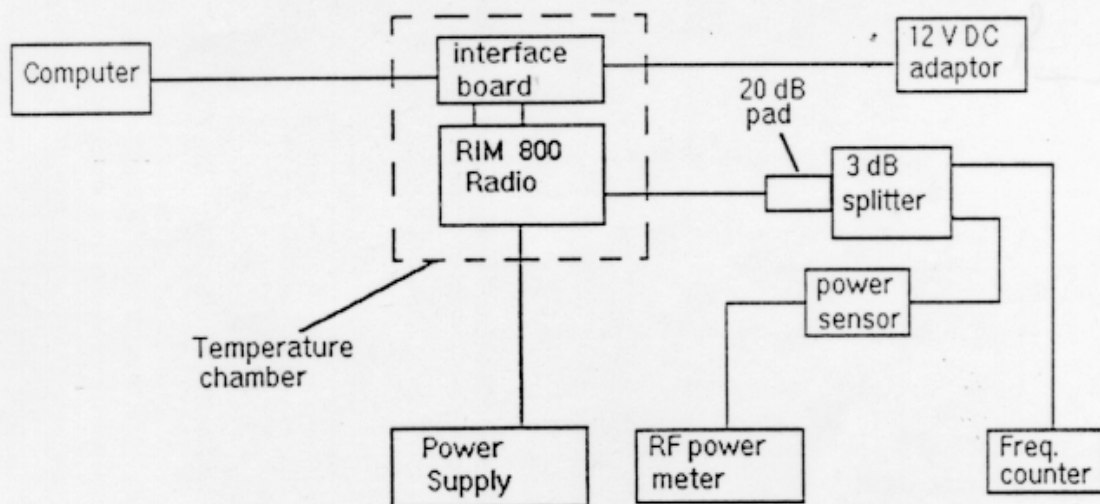 Computer
interface
board
12 V DC
adaptor
20 dB
pad
RIM 800
Radio
3 dB
splitter
power
sensor
Temperature
chamber
Power
Supply
RF power
meter
Freq.
counter